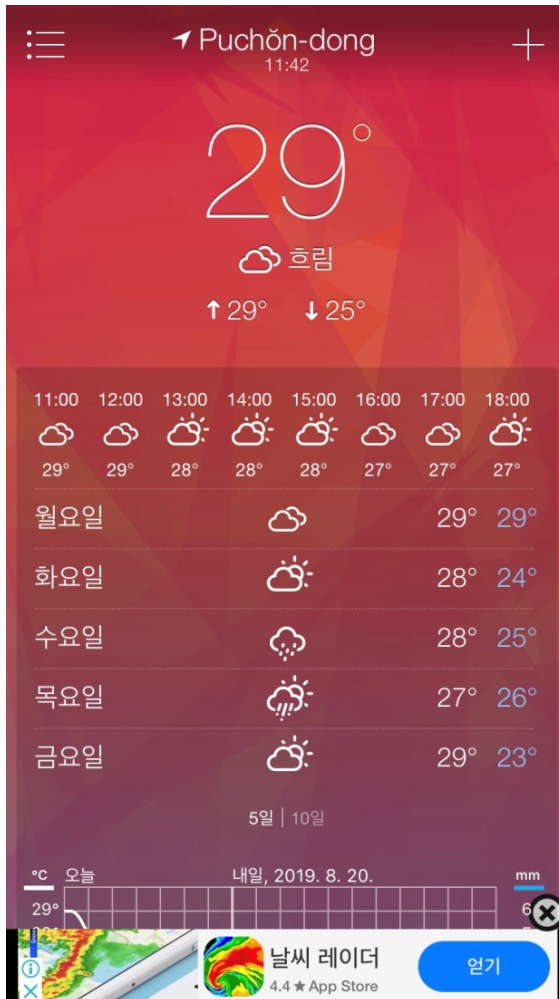 Puchŏn-dong
11:42
29°
흐림
↑ 29° ↓ 25°
11:00 12:00 13:00 14:00 15:00 16:00 17:00 18:00
29° 29° 28° 28° 28° 27° 27° 27°
월요일 29° 29°
화요일 28° 24°
수요일 28° 25°
목요일 27° 26°
금요일 29° 23°
5일 | 10일
°C 오늘 내일, 2019. 8. 20. mm
29° 6
날씨 레이더
4.4 ★ App Store
얻기